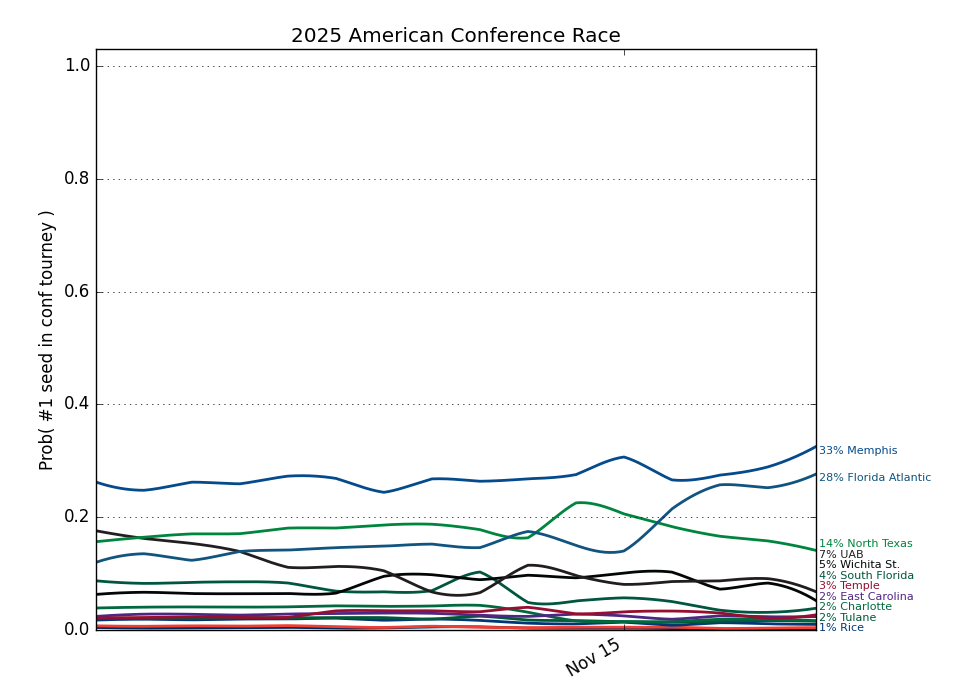 2025 American Conference Race
Prob( #1 seed in conf tourney )
1.0
0.8
0.6
0.4
0.2
0.0
Nov 15
33% Memphis
28% Florida Atlantic
14% North Texas
7% UAB
5% Wichita St.
4% South Florida
3% Temple
2% East Carolina
2% Charlotte
2% Tulane
1% Rice